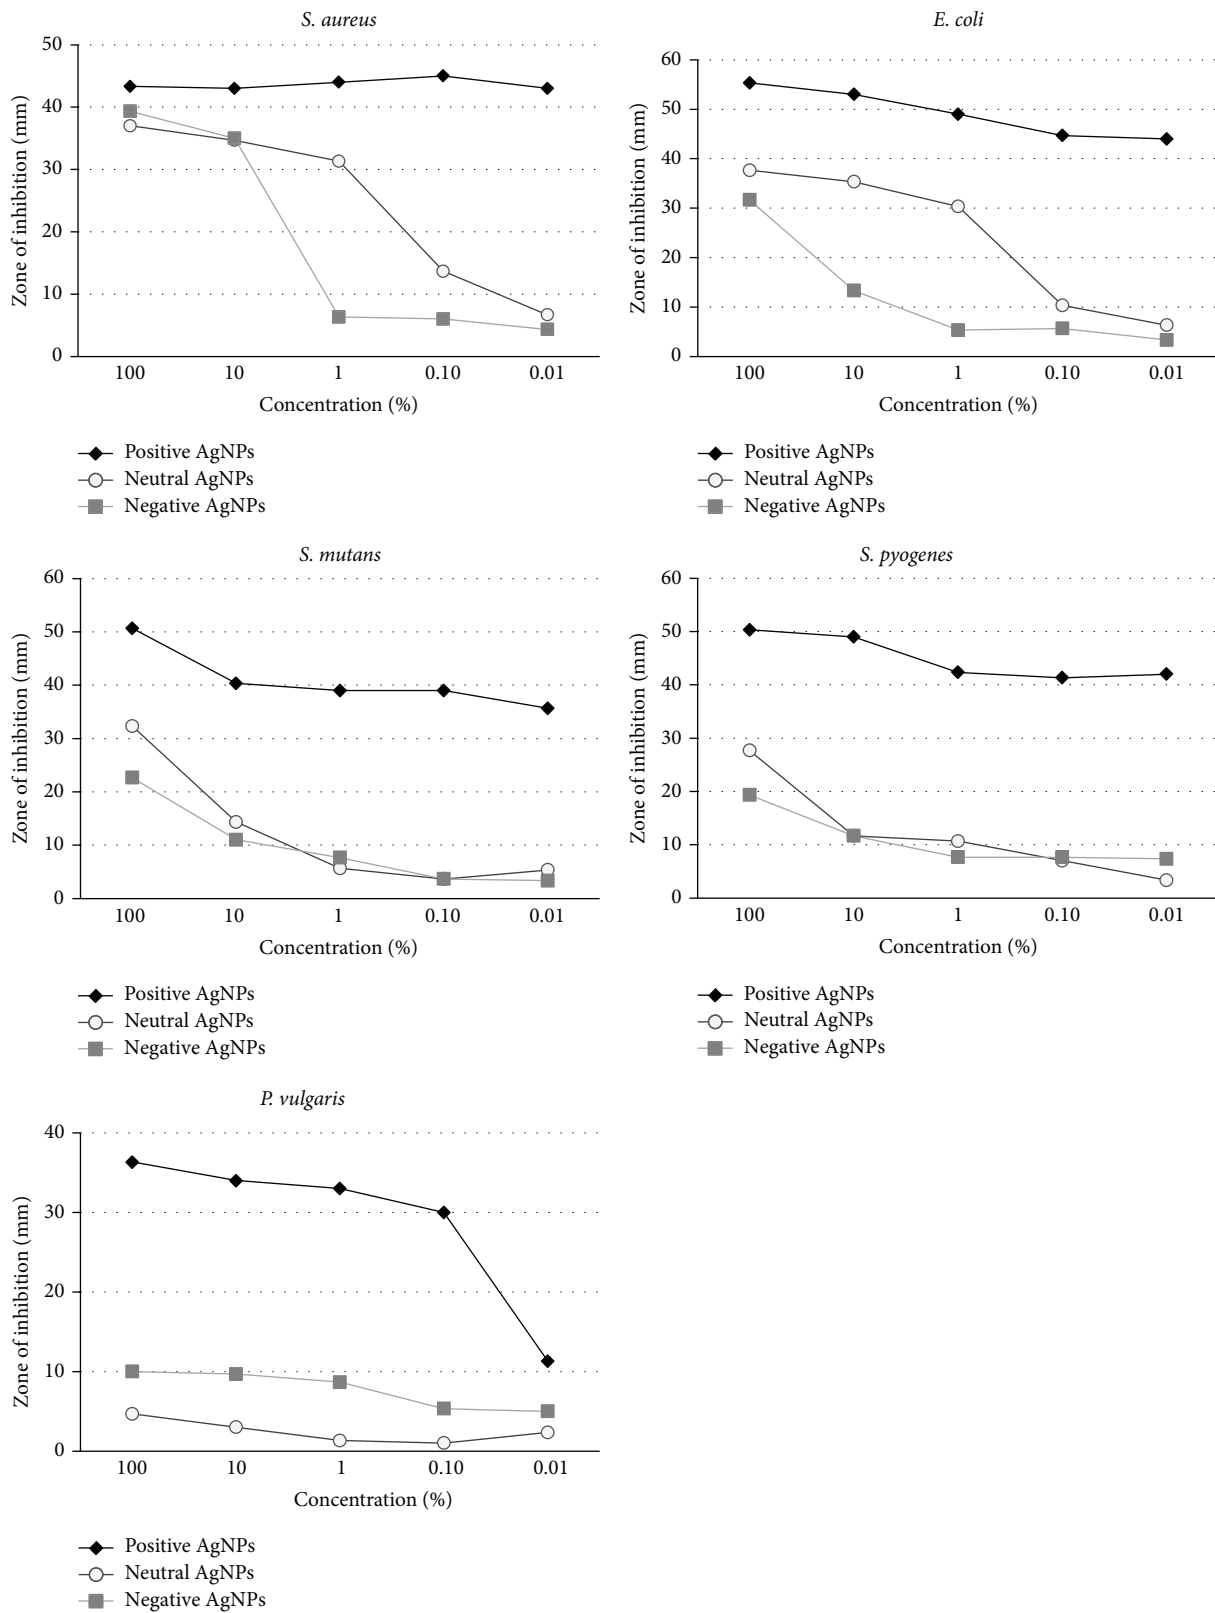 S. aureus
Zone of inhibition (mm)
50
40
30
20
10
0
100 10 1 0.10 0.01
Concentration (%)
Positive AgNPs
Neutral AgNPs
Negative AgNPs
E. coli
Zone of inhibition (mm)
60
50
40
30
20
10
0
100 10 1 0.10 0.01
Concentration (%)
Positive AgNPs
Neutral AgNPs
Negative AgNPs
S. mutans
Zone of inhibition (mm)
60
50
40
30
20
10
0
100 10 1 0.10 0.01
Concentration (%)
Positive AgNPs
Neutral AgNPs
Negative AgNPs
S. pyogenes
Zone of inhibition (mm)
60
50
40
30
20
10
0
100 10 1 0.10 0.01
Concentration (%)
Positive AgNPs
Neutral AgNPs
Negative AgNPs
P. vulgaris
Zone of inhibition (mm)
40
30
20
10
0
100 10 1 0.10 0.01
Concentration (%)
Positive AgNPs
Neutral AgNPs
Negative AgNPs